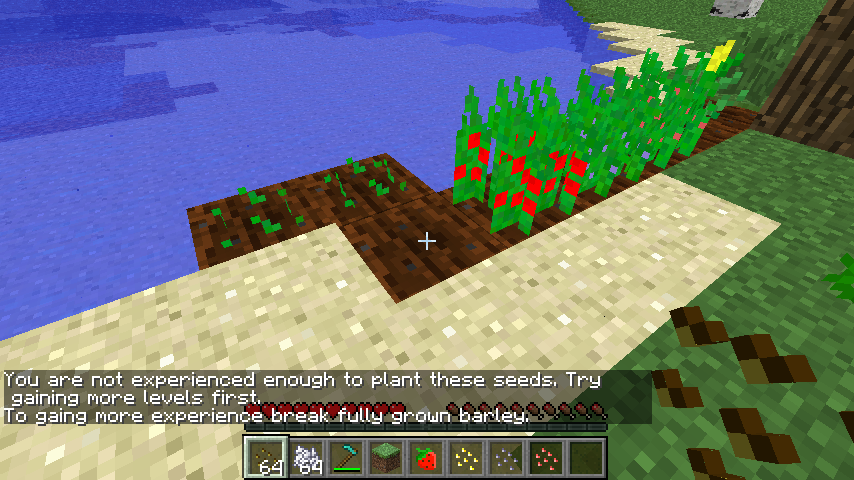 You are not experienced enough to plant these seeds. Try
gaining more levels first.
To gaing more experience break fully grown barley.
64 64